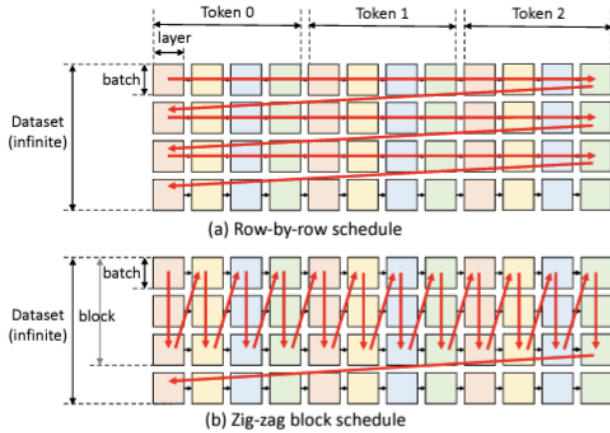 Token 0 Token 1 Token 2
layer
batch
Dataset
(infinite)
(a) Row-by-row schedule
batch
block
Dataset
(infinite)
(b) Zig-zag block schedule